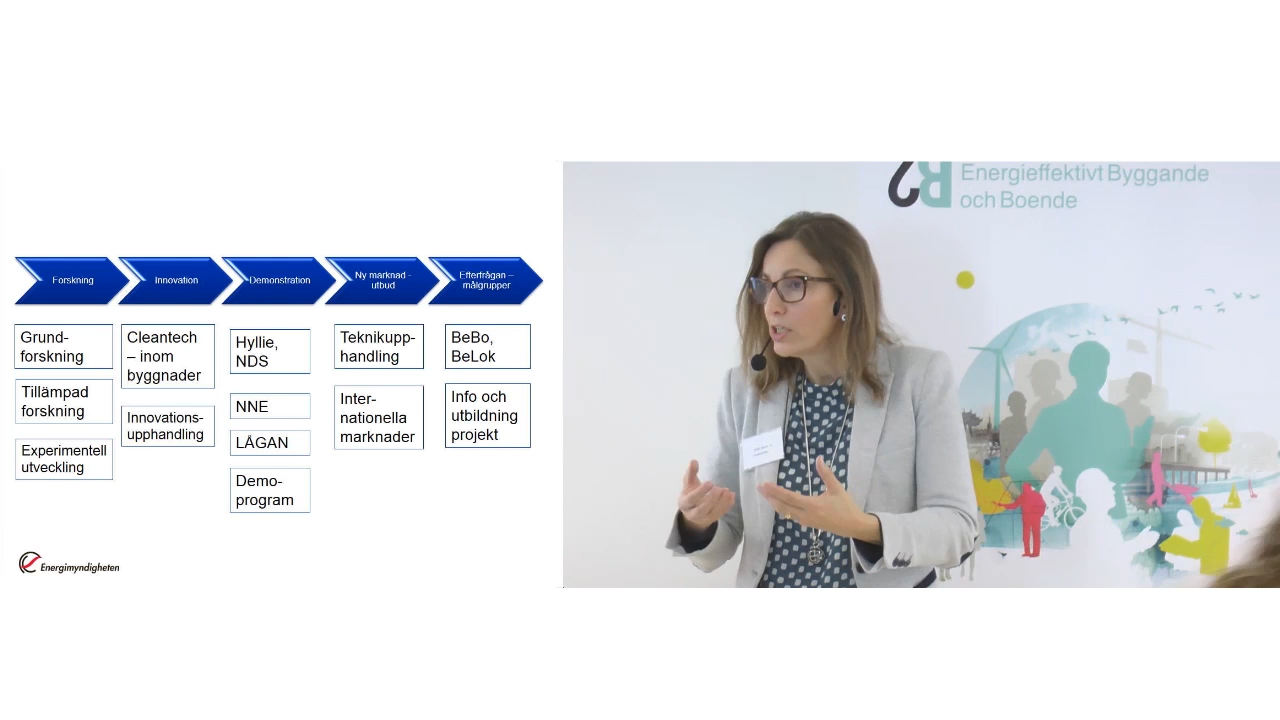 Forskning
Innovation
Demonstration
Ny marknad -
utbud
Efterfrågan –
målgrupper
Grund-
forskning
Tillämpad
forskning
Experimentell
utveckling
Cleantech
– inom
byggnader
Innovations-
upphandling
Hyllie,
NDS
NNE
LÅGAN
Demo-
program
Teknikupp-
handling
Inter-
nationella
marknader
BeBo,
BeLok
Info och
utbildning
projekt
Energimyndigheten
Energieffektivt Byggande
och Boende